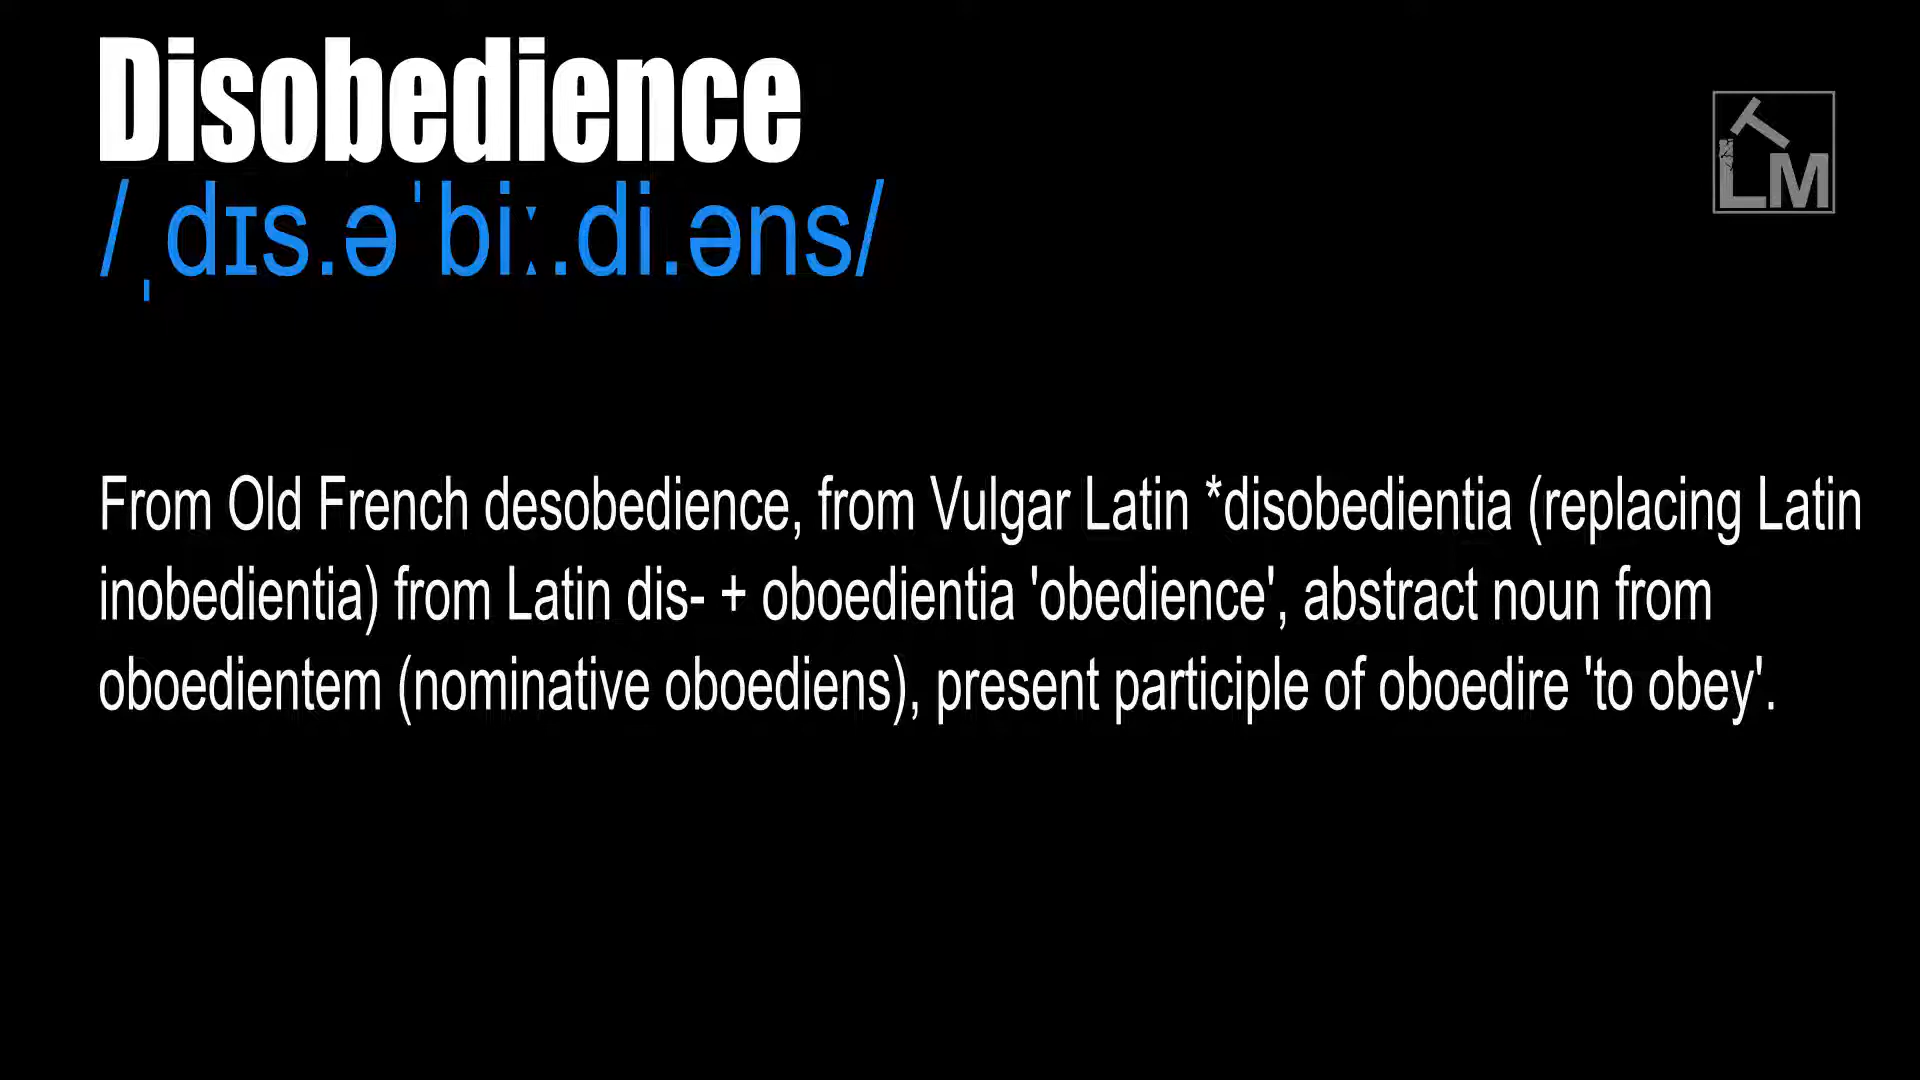 Disobedience
/ˌdɪs.əˈbiː.di.əns/
LTM
From Old French desobedience, from Vulgar Latin *disobedientia (replacing Latin
inobedientia) from Latin dis- + oboedientia 'obedience', abstract noun from
oboedientem (nominative oboediens), present participle of oboedire 'to obey'.